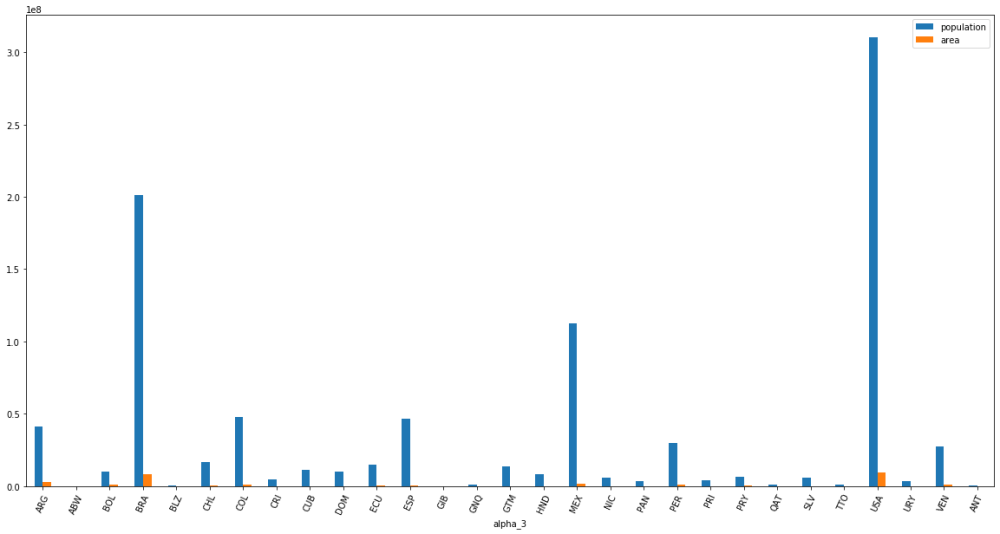 1e8
population
area
3.0
2.5
2.0
1.5
1.0
0.5
0.0
ARG ABW BOL BRA BLZ CHL COL CRI CUB DOM ECU ESP GIB GNQ GTM HND MEX NIC PAN PER PRI PRY QAT SLV TTO USA URY VEN ANT
alpha_3